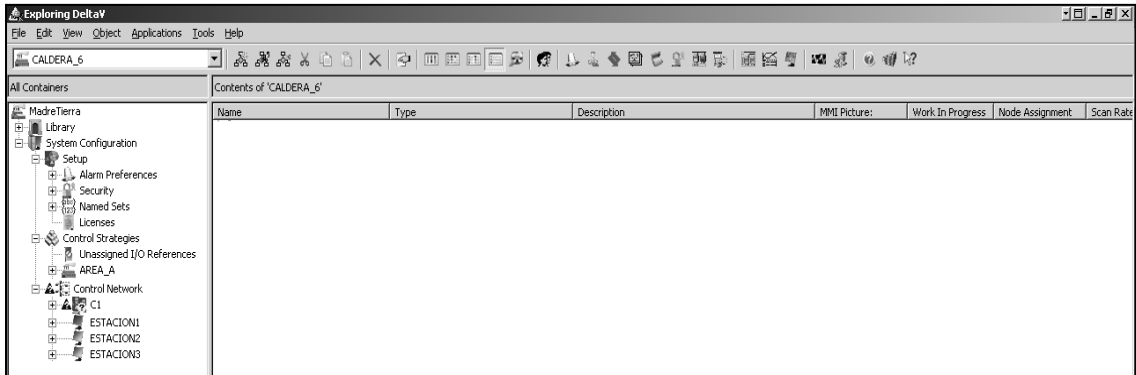 Exploring DeltaV
File Edit View Object Applications Tools Help
CALDERA_6
All Containers
Contents of 'CALDERA_6'
Name Type Description MMI Picture: Work In Progress Node Assignment Scan Rate
MadreTierra
Library
System Configuration
Setup
Alarm Preferences
Security
Named Sets
Licenses
Control Strategies
Unassigned I/O References
AREA_A
Control Network
C1
ESTACION1
ESTACION2
ESTACION3